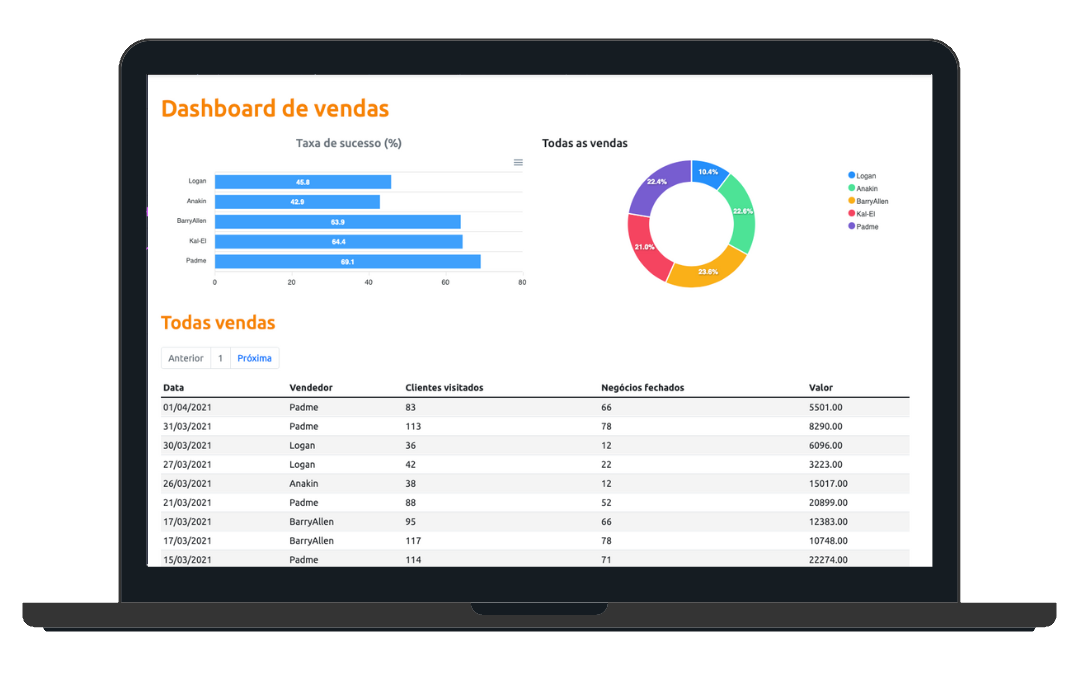 Dashboard de vendas
Taxa de sucesso (%)
Logan 45.8
Anakin 42.9
BarryAllen 63.9
Kal-El 64.4
Padme 69.1
0 20 40 60 80
Todas as vendas
10.4%
22.6%
23.6%
21.0%
22.4%
Logan
Anakin
BarryAllen
Kal-El
Padme
Todas vendas
Anterior 1 Próxima
Data Vendedor Clientes visitados Negócios fechados Valor
01/04/2021 Padme 83 66 5501.00
31/03/2021 Padme 113 78 8290.00
30/03/2021 Logan 36 12 6096.00
27/03/2021 Logan 42 22 3223.00
26/03/2021 Anakin 38 12 15017.00
21/03/2021 Padme 88 52 20899.00
17/03/2021 BarryAllen 95 66 12383.00
17/03/2021 BarryAllen 117 78 10748.00
15/03/2021 Padme 114 71 22274.00